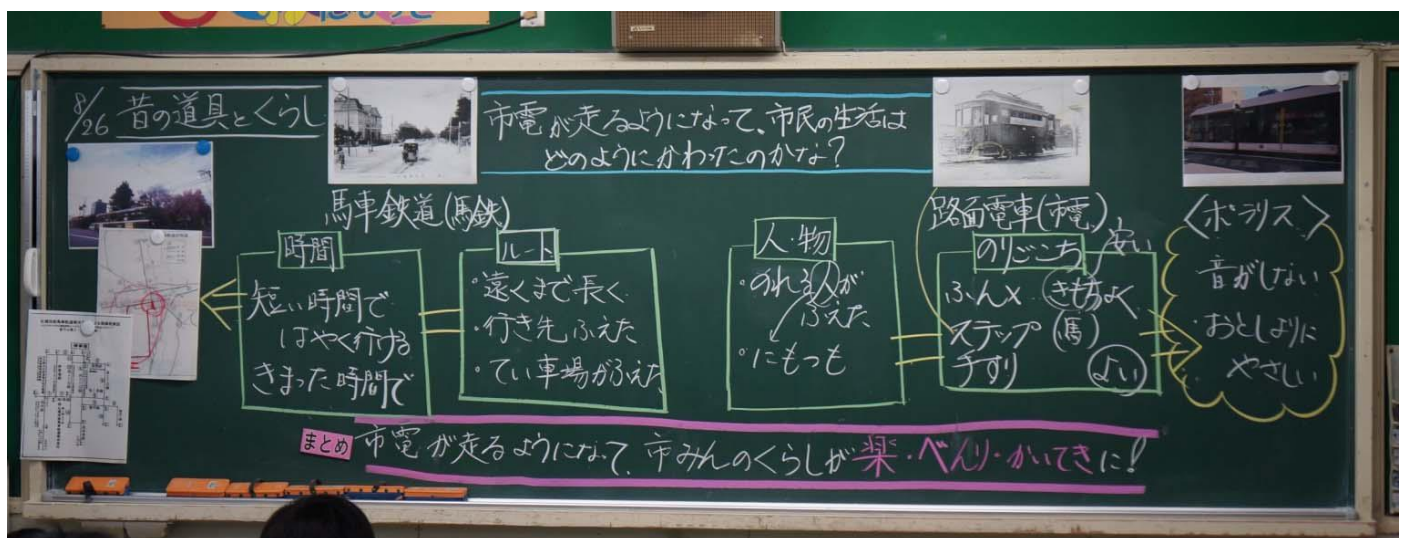 8/26 昔の道具とくらし
市電が走るようになって、市民の生活は
どのようにかわったのかな？
馬車鉄道(馬鉄)
時間
短い時間で
はやく行ける
きまった時間で
ルート
・遠くまで長く
・行き先ふえた
・てい車場がふえた
人・物
・のれる人が
ふえた
・にもつも
路面電車(市電)
のりごこち
安い
ふん× きもちよく
ステップ (馬)
手すり よい
〈ポラリス〉
音がしない
・おとしよりに
やさしい
まとめ 市電が走るようになって、市みんのくらしが楽・べんり・かいてきに！